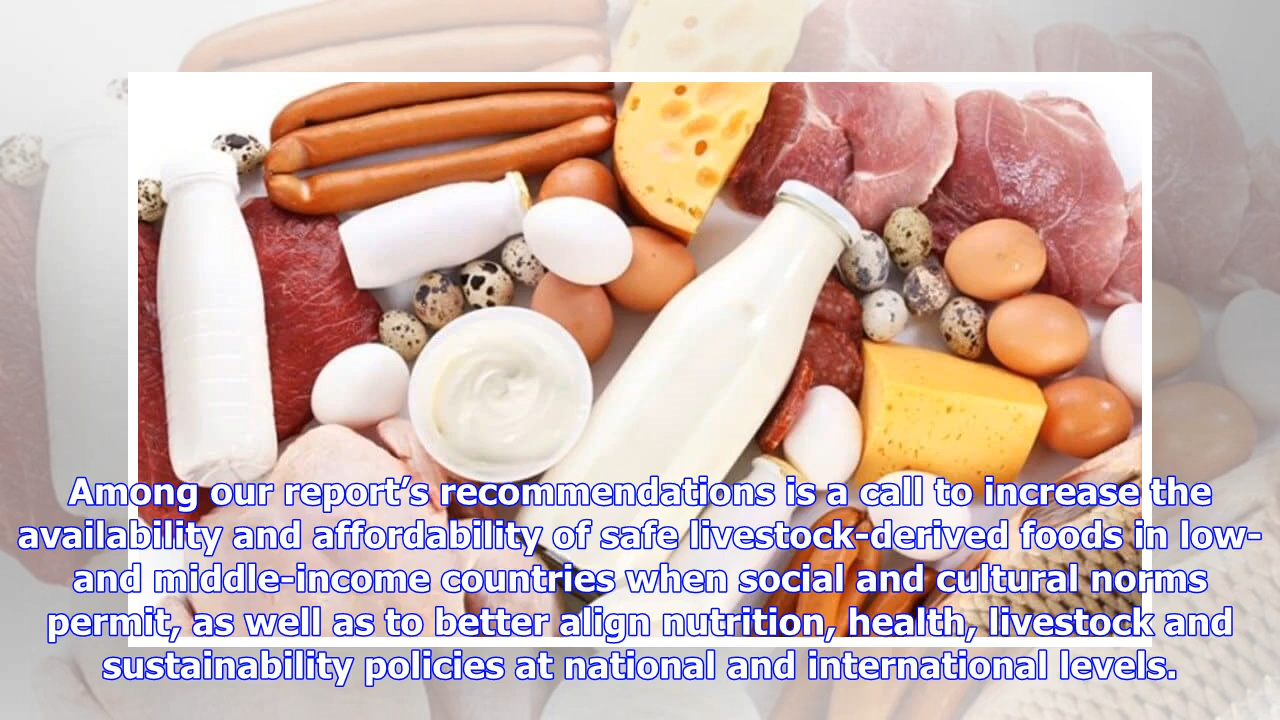 Among our report’s recommendations is a call to increase the
availability and affordability of safe livestock-derived foods in low-
and middle-income countries when social and cultural norms
permit, as well as to better align nutrition, health, livestock and
sustainability policies at national and international levels.